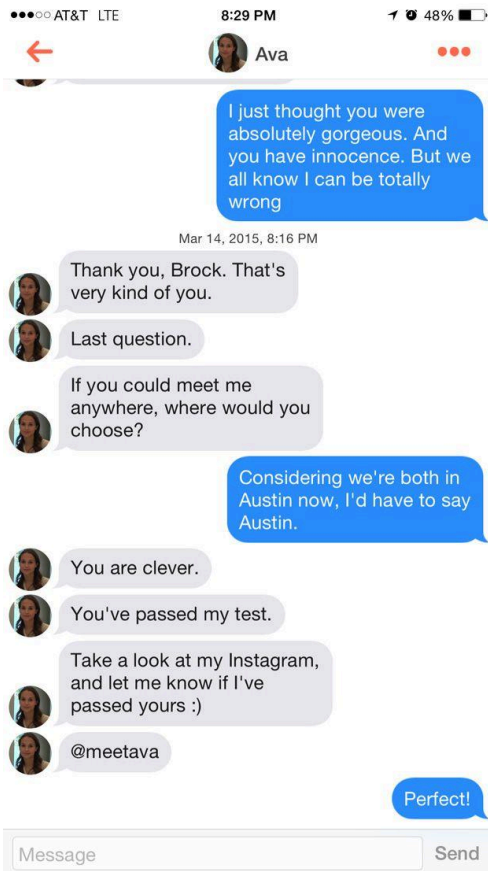 AT&T LTE 8:29 PM 48%
Ava
I just thought you were
absolutely gorgeous. And
you have innocence. But we
all know I can be totally
wrong
Mar 14, 2015, 8:16 PM
Thank you, Brock. That's
very kind of you.
Last question.
If you could meet me
anywhere, where would you
choose?
Considering we're both in
Austin now, I'd have to say
Austin.
You are clever.
You've passed my test.
Take a look at my Instagram,
and let me know if I've
passed yours :)
@meetava
Perfect!
Message Send